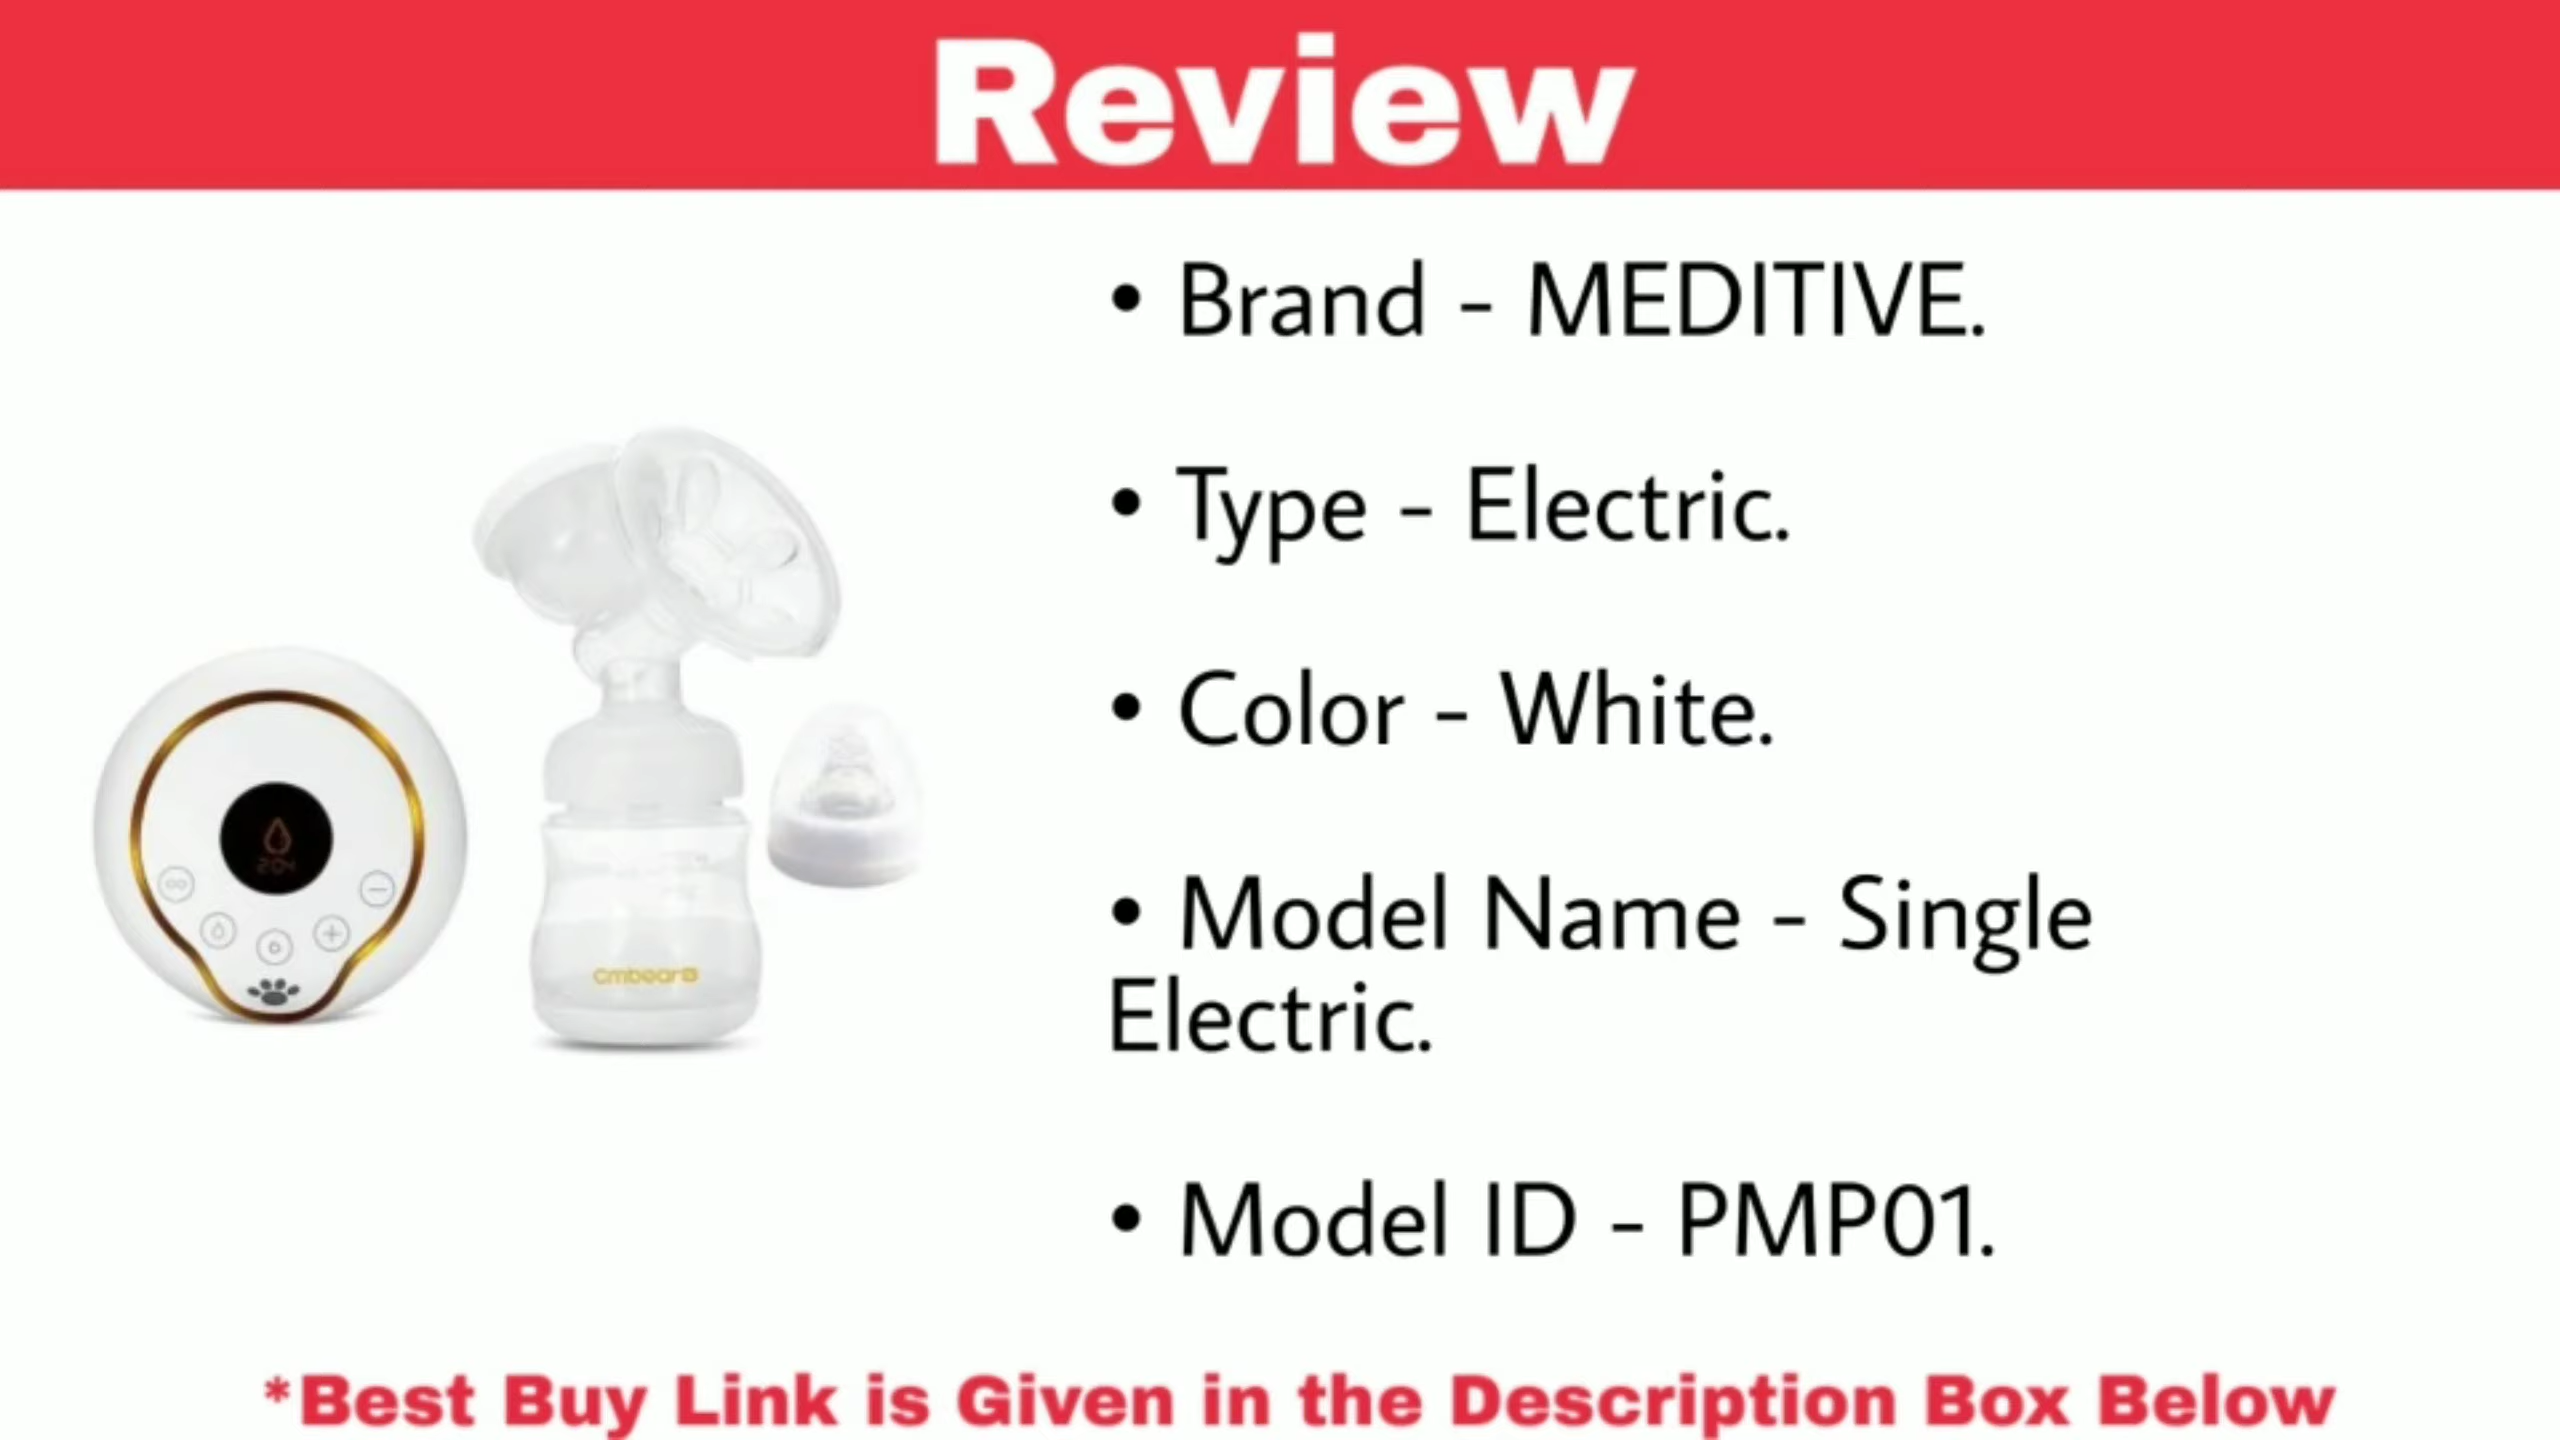 Review
• Brand - MEDITIVE.
• Type - Electric.
• Color - White.
• Model Name - Single
Electric.
• Model ID - PMP01.
cmbear
*Best Buy Link is Given in the Description Box Below